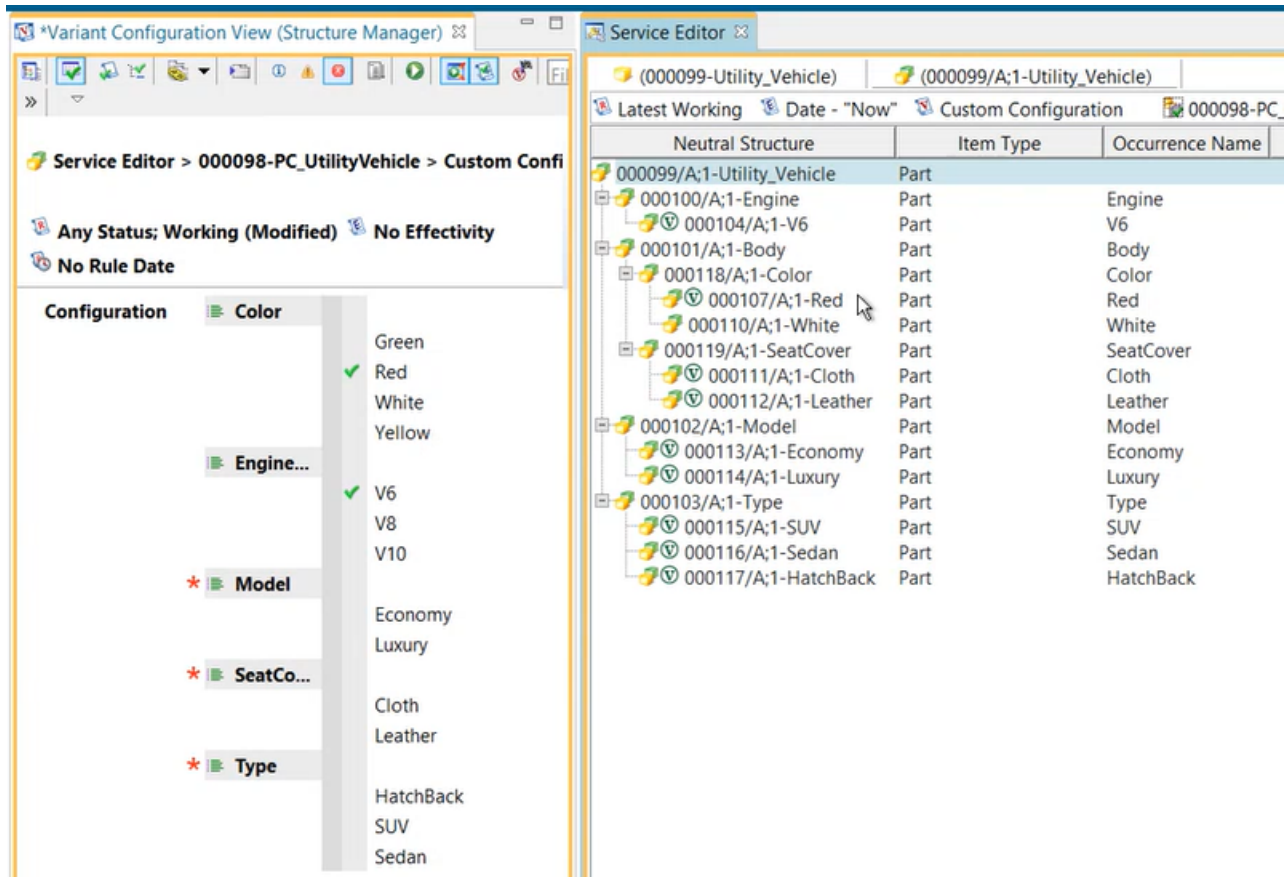 *Variant Configuration View (Structure Manager)
Fi
»
Service Editor > 000098-PC_UtilityVehicle > Custom Confi
Any Status; Working (Modified) No Effectivity
No Rule Date
Configuration Color
Green
Red
White
Yellow
Engine...
V6
V8
V10
* Model
Economy
Luxury
* SeatCo...
Cloth
Leather
* Type
HatchBack
SUV
Sedan
Service Editor
(000099-Utility_Vehicle) (000099/A;1-Utility_Vehicle)
Latest Working Date - "Now" Custom Configuration 000098-PC_
Neutral Structure Item Type Occurrence Name
000099/A;1-Utility_Vehicle Part
000100/A;1-Engine Part Engine
000104/A;1-V6 Part V6
000101/A;1-Body Part Body
000118/A;1-Color Part Color
000107/A;1-Red Part Red
000110/A;1-White Part White
000119/A;1-SeatCover Part SeatCover
000111/A;1-Cloth Part Cloth
000112/A;1-Leather Part Leather
000102/A;1-Model Part Model
000113/A;1-Economy Part Economy
000114/A;1-Luxury Part Luxury
000103/A;1-Type Part Type
000115/A;1-SUV Part SUV
000116/A;1-Sedan Part Sedan
000117/A;1-HatchBack Part HatchBack